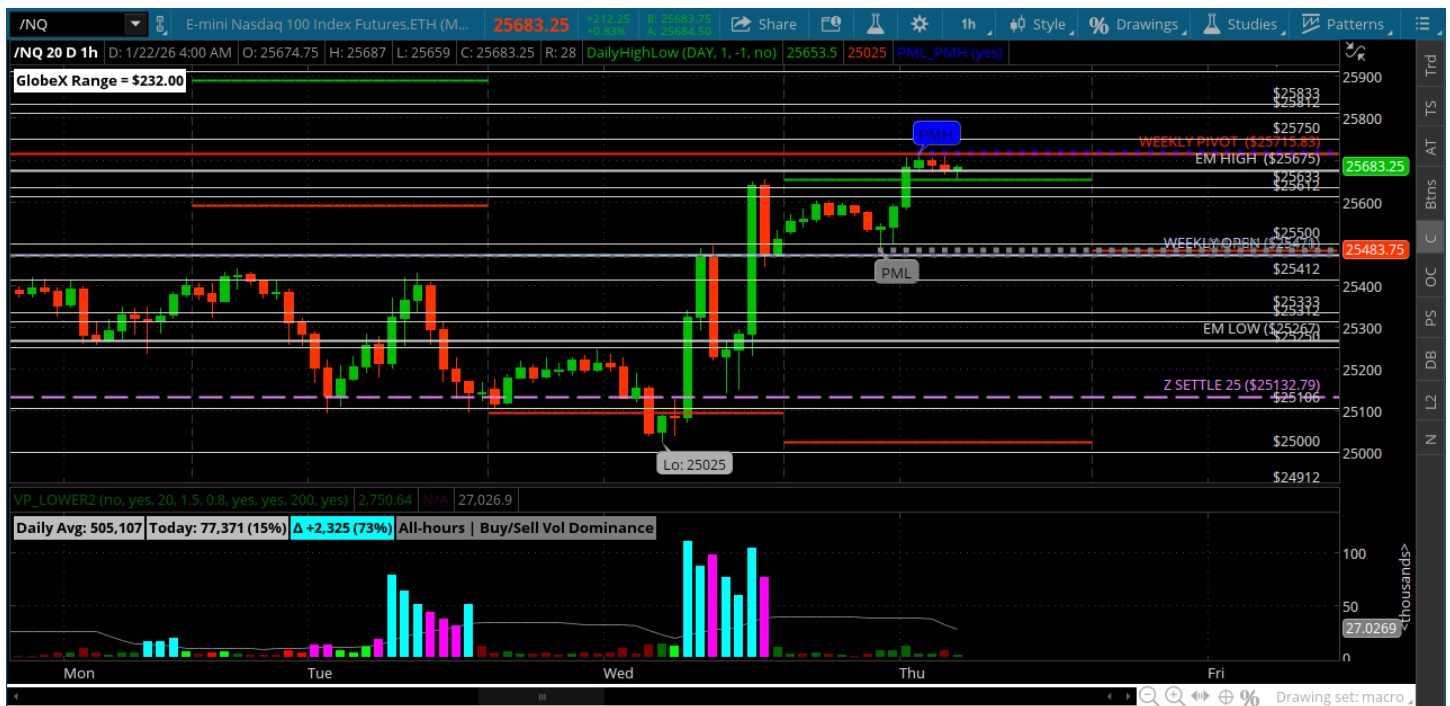 /NQ E-mini Nasdaq 100 Index Futures,ETH (M... 25683.25 +212.25 B: 25683.75 Share 1h Style Drawings Studies Patterns
+0.83% A: 25684.50
/NQ 20 D 1h D: 1/22/26 4:00 AM O: 25674.75 H: 25687 L: 25659 C: 25683.25 R: 28 DailyHighLow (DAY, 1, -1, no) 25653.5 25025 PML_PMH (yes)
GlobeX Range = $232.00
25900
$25833
$25812
25800
$25750
PMH
WEEKLY PIVOT ($25715.83)
EM HIGH ($25675)
25683.25
$25633
$25612
25600
$25500
WEEKLY OPEN ($25471)
25483.75
PML
$25412
25400
$25333
$25312
EM LOW ($25267)
25300
$25250
25200
Z SETTLE 25 ($25132.79)
$25106
25100
$25000
25000
Lo: 25025
$24912
VP_LOWER2 (no, yes, 20, 1.5, 0.8, yes, yes, 200, yes) 2,750.64 N/A 27,026.9
Daily Avg: 505,107 Today: 77,371 (15%) Δ +2,325 (73%) All-hours | Buy/Sell Vol Dominance
100
50
27.0269
0
<thousands>
Mon Tue Wed Thu Fri
Drawing set: macro
Trd
TS
AT
Btns
C
OC
PS
DB
L2
N